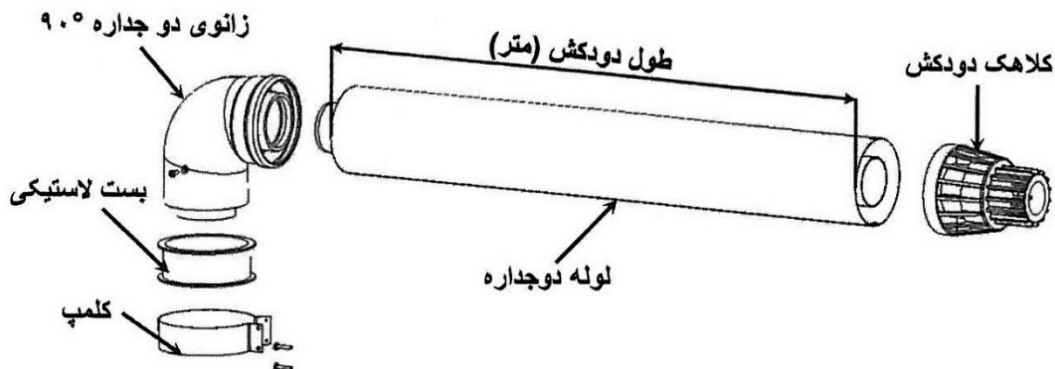 زانوی دو جداره ۹۰°
طول دودکش (متر)
کلاهک دودکش
بست لاستیکی
لوله دوجداره
کلمپ